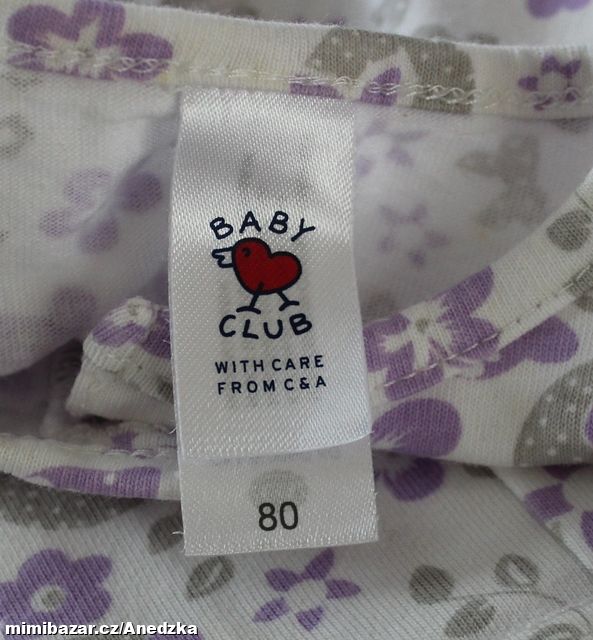 BABY
CLUB
WITH CARE
FROM C&A
80
mimibazar.cz/Anedzka